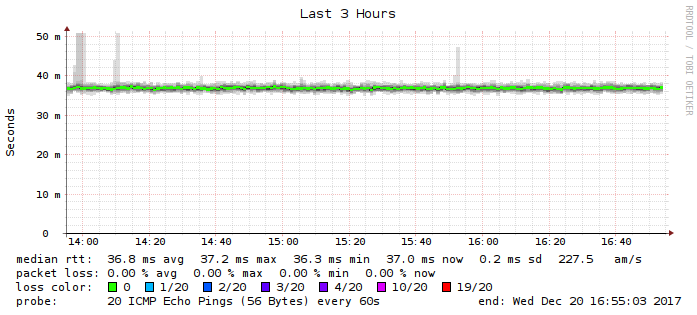 Last 3 Hours
RRDTOOL / TOBI OETIKER
Seconds
50 m
40 m
30 m
20 m
10 m
0
14:00 14:20 14:40 15:00 15:20 15:40 16:00 16:20 16:40
median rtt: 36.8 ms avg 37.2 ms max 36.3 ms min 37.0 ms now 0.2 ms sd 227.5 am/s
packet loss: 0.00 % avg 0.00 % max 0.00 % min 0.00 % now
loss color: 0 1/20 2/20 3/20 4/20 10/20 19/20
probe: 20 ICMP Echo Pings (56 Bytes) every 60s end: Wed Dec 20 16:55:03 2017